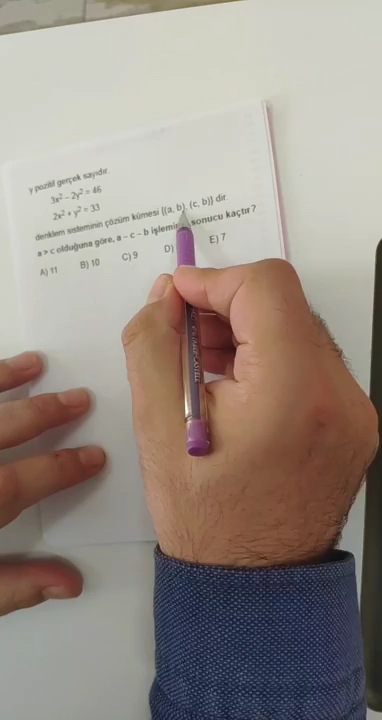 y pozitif gerçek sayıdır.
3x² – 2y² = 46
2x² + y² = 33
denklem sisteminin çözüm kümesi {(a, b), (c, b)} dir.
a > c olduğuna göre, a – c – b işleminin sonucu kaçtır?
A) 11 B) 10 C) 9 D) E) 7